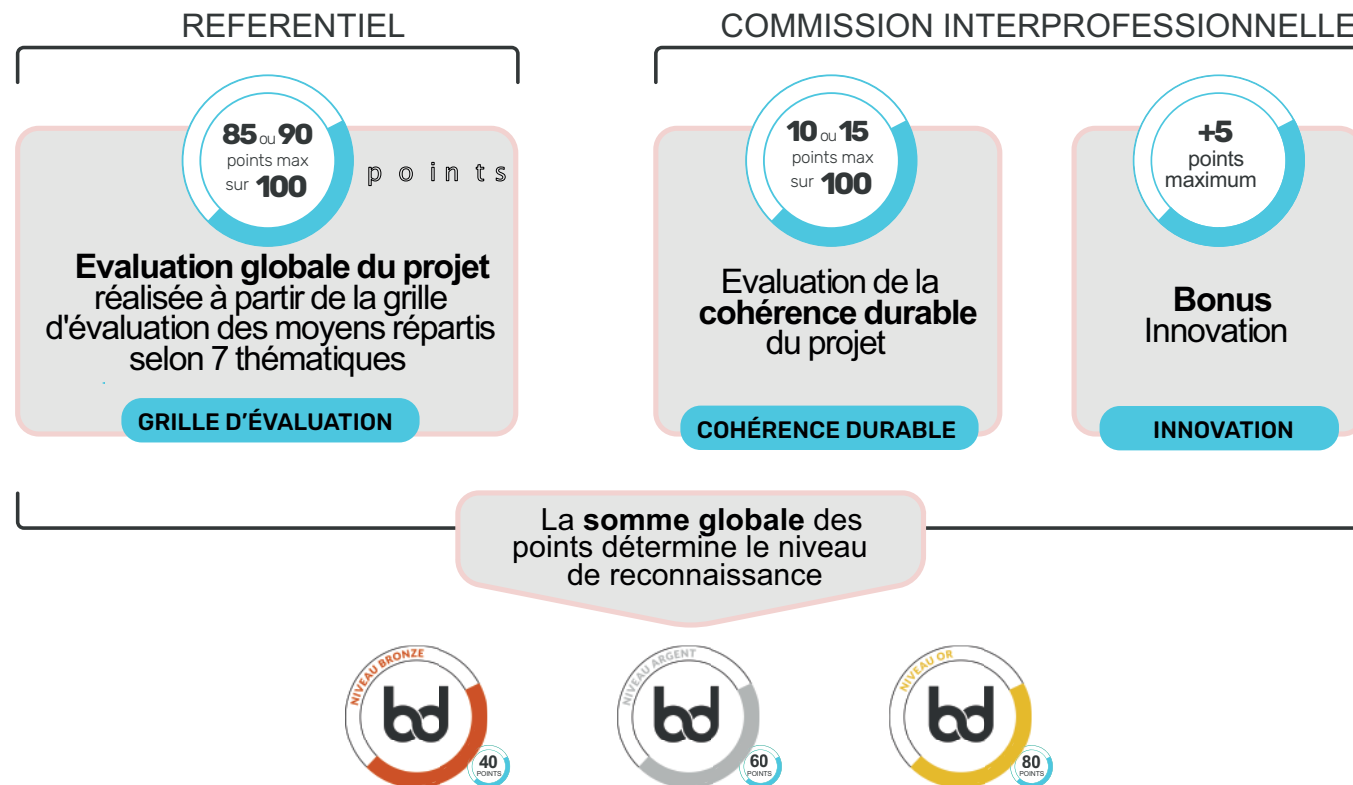 REFERENTIEL
COMMISSION INTERPROFESSIONNELLE
85 ou 90
points max
sur 100
points
Evaluation globale du projet
réalisée à partir de la grille
d'évaluation des moyens répartis
selon 7 thématiques
GRILLE D'ÉVALUATION
10 ou 15
points max
sur 100
Evaluation de la
cohérence durable
du projet
COHÉRENCE DURABLE
+5
points
maximum
Bonus
Innovation
INNOVATION
La somme globale des
points détermine le niveau
de reconnaissance
NIVEAU BRONZE
bd
40
POINTS
NIVEAU ARGENT
bd
60
POINTS
NIVEAU OR
bd
80
POINTS